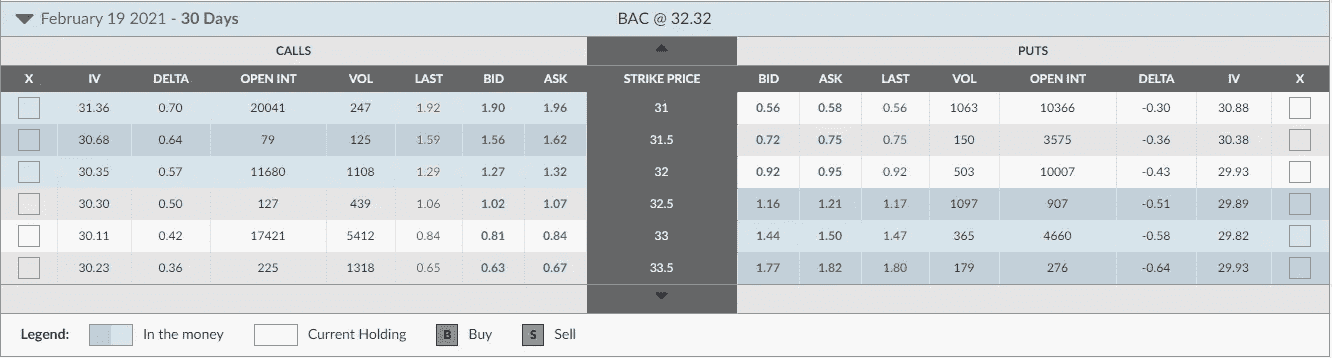 February 19 2021 - 30 Days BAC @ 32.32
CALLS PUTS
X IV DELTA OPEN INT VOL LAST BID ASK STRIKE PRICE BID ASK LAST VOL OPEN INT DELTA IV X
31.36 0.70 20041 247 1.92 1.90 1.96 31 0.56 0.58 0.56 1063 10366 -0.30 30.88
30.68 0.64 79 125 1.59 1.56 1.62 31.5 0.72 0.75 0.75 150 3575 -0.36 30.38
30.35 0.57 11680 1108 1.29 1.27 1.32 32 0.92 0.95 0.92 503 10007 -0.43 29.93
30.30 0.50 127 439 1.06 1.02 1.07 32.5 1.16 1.21 1.17 1097 907 -0.51 29.89
30.11 0.42 17421 5412 0.84 0.81 0.84 33 1.44 1.50 1.47 365 4660 -0.58 29.82
30.23 0.36 225 1318 0.65 0.63 0.67 33.5 1.77 1.82 1.80 179 276 -0.64 29.93
Legend: In the money Current Holding B Buy S Sell